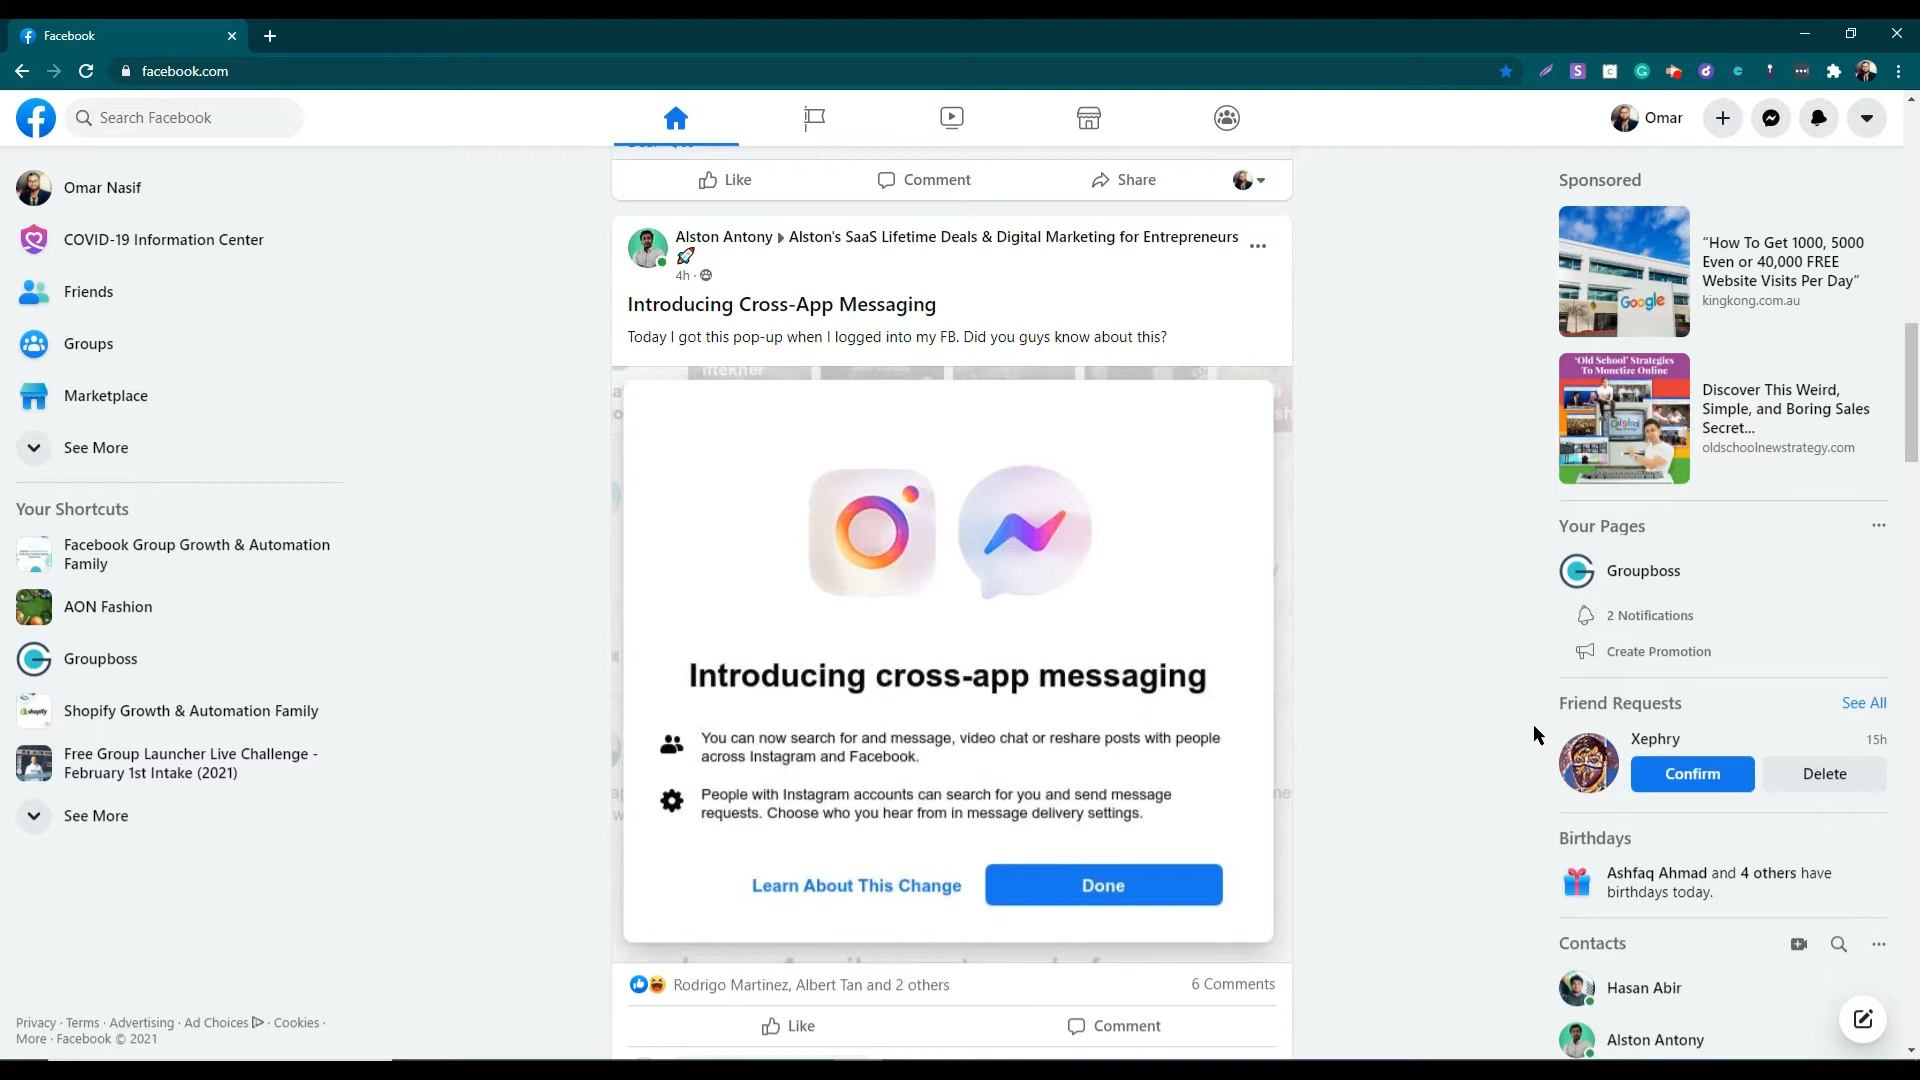 Facebook
facebook.com
Search Facebook
Omar
Omar Nasif
COVID-19 Information Center
Friends
Groups
Marketplace
See More
Your Shortcuts
Facebook Group Growth & Automation
Family
AON Fashion
Groupboss
Shopify Growth & Automation Family
Free Group Launcher Live Challenge -
February 1st Intake (2021)
See More
Privacy · Terms · Advertising · Ad Choices · Cookies ·
More · Facebook © 2021
Like
Comment
Share
Alston Antony Alston's SaaS Lifetime Deals & Digital Marketing for Entrepreneurs
4h ·
Introducing Cross-App Messaging
Today I got this pop-up when I logged into my FB. Did you guys know about this?
Introducing cross-app messaging
You can now search for and message, video chat or reshare posts with people
across Instagram and Facebook.
People with Instagram accounts can search for you and send message
requests. Choose who you hear from in message delivery settings.
Learn About This Change
Done
Rodrigo Martinez, Albert Tan and 2 others
6 Comments
Like
Comment
Sponsored
'Old School' Strategies
To Monetize Online
Google
“How To Get 1000, 5000
Even or 40,000 FREE
Website Visits Per Day”
kingkong.com.au
Discover This Weird,
Simple, and Boring Sales
Secret...
oldschoolnewstrategy.com
Your Pages
Groupboss
2 Notifications
Create Promotion
Friend Requests
See All
Xephry
15h
Confirm
Delete
Birthdays
Ashfaq Ahmad and 4 others have
birthdays today.
Contacts
Hasan Abir
Alston Antony